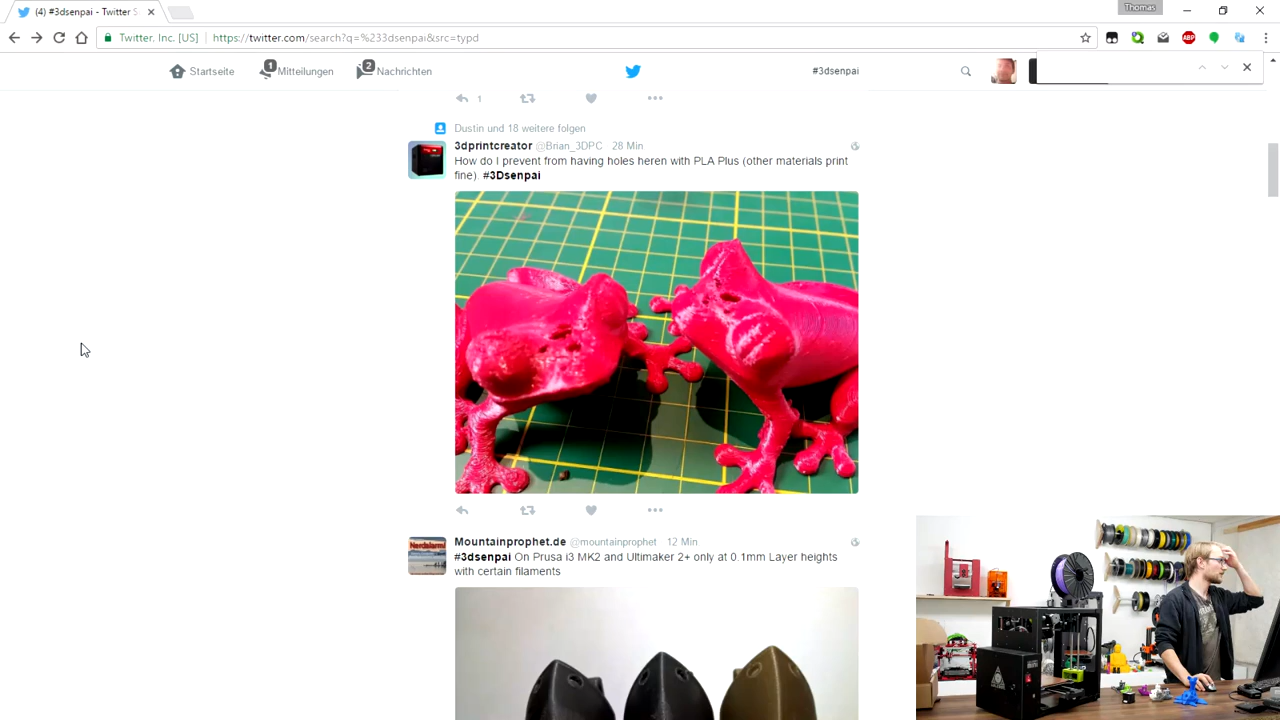 Thomas
(4) #3dsenpai - Twitter S
Twitter, Inc. [US]
https://twitter.com/search?q=%233dsenpai&src=typd
ABP
Startseite
1
Mitteilungen
2
Nachrichten
#3dsenpai
1
Dustin und 18 weitere folgen
3dprintcreator @Brian_3DPC 28 Min
How do I prevent from having holes heren with PLA Plus (other materials print
fine). #3Dsenpai
Mountainprophet.de @mountainprophet 12 Min
#3dsenpai On Prusa i3 MK2 and Ultimaker 2+ only at 0.1mm Layer heights
with certain filaments